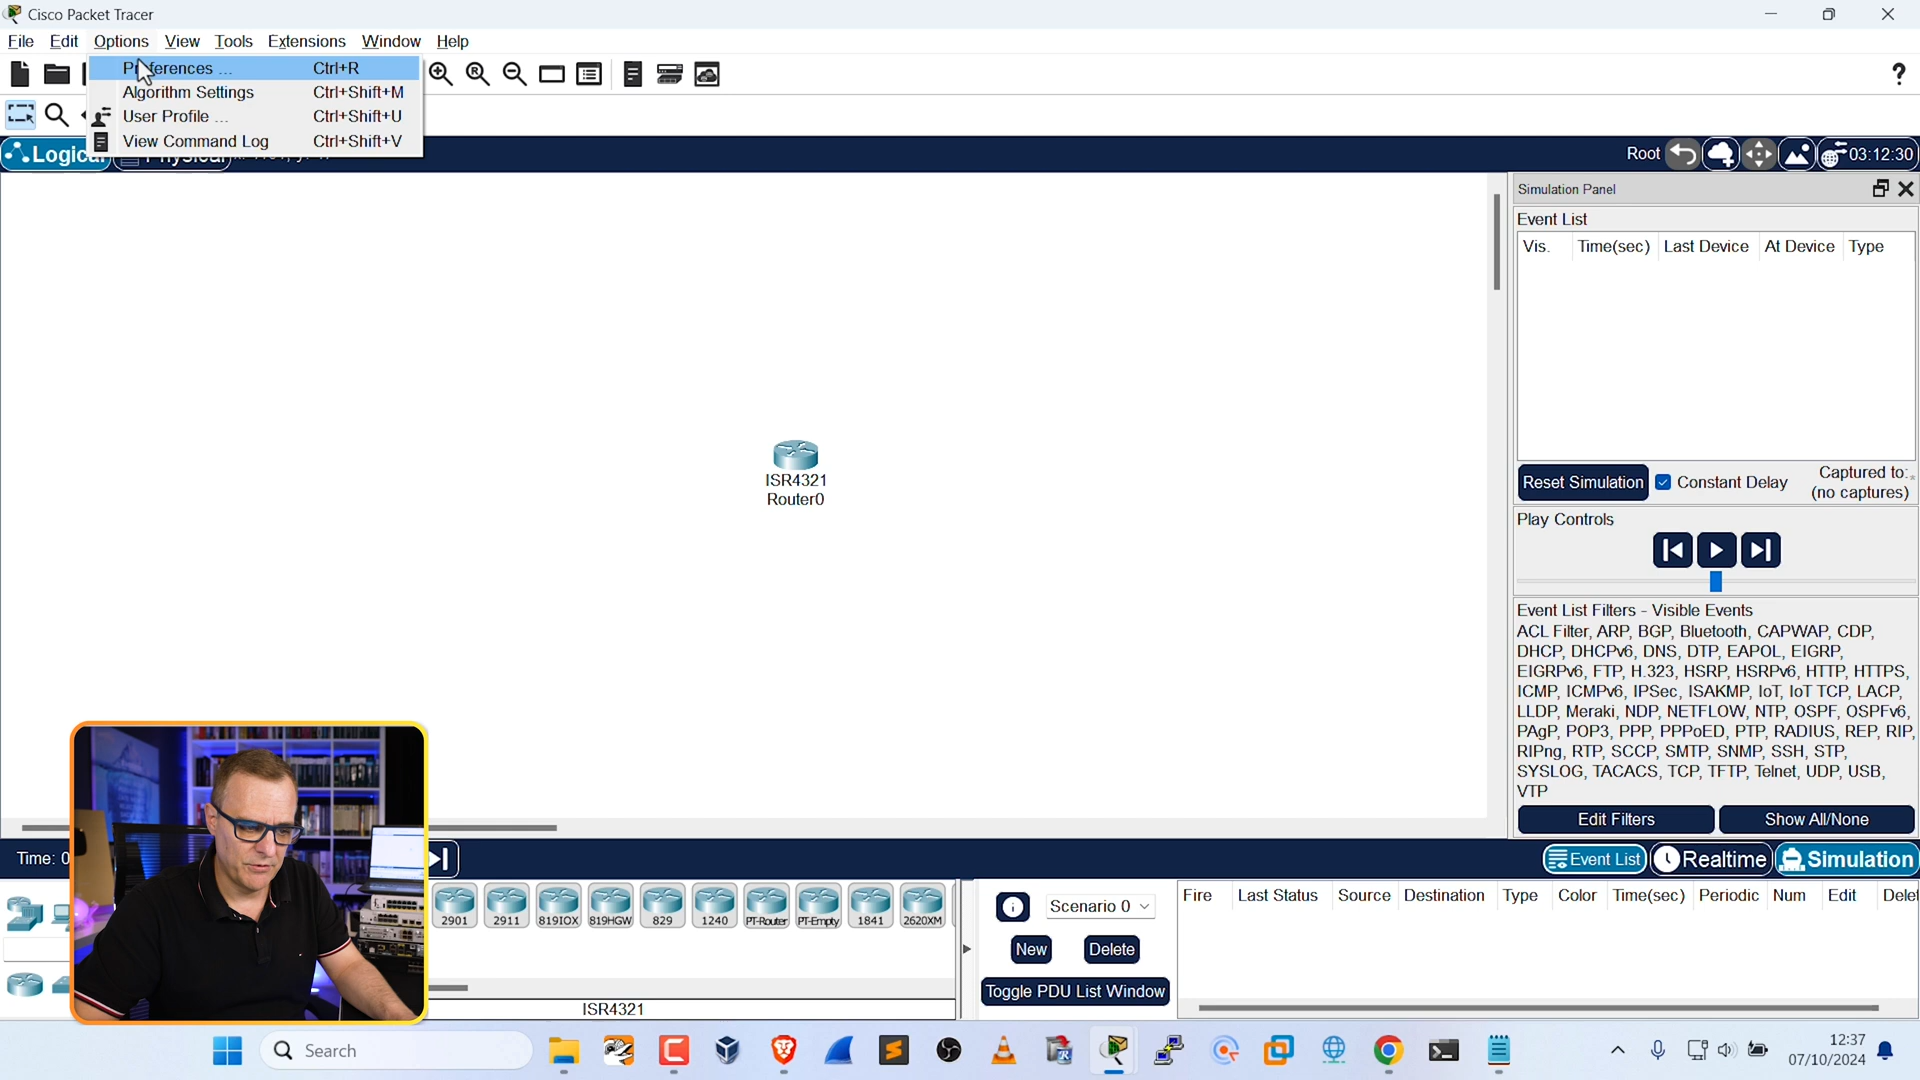 Cisco Packet Tracer
File Edit Options View Tools Extensions Window Help
Preferences ... Ctrl+R
Algorithm Settings Ctrl+Shift+M
User Profile ... Ctrl+Shift+U
View Command Log Ctrl+Shift+V
Logical Physical
Root 03:12:30
Simulation Panel
Event List
Vis. Time(sec) Last Device At Device Type
ISR4321
Router0
Reset Simulation Constant Delay Captured to:
(no captures)
Play Controls
Event List Filters - Visible Events
ACL Filter, ARP, BGP, Bluetooth, CAPWAP, CDP,
DHCP, DHCPv6, DNS, DTP, EAPOL, EIGRP,
EIGRPv6, FTP, H.323, HSRP, HSRPv6, HTTP, HTTPS,
ICMP, ICMPv6, IPSec, ISAKMP, IoT, IoT TCP, LACP,
LLDP, Meraki, NDP, NETFLOW, NTP, OSPF, OSPFv6,
PAgP, POP3, PPP, PPPoED, PTP, RADIUS, REP, RIP,
RIPng, RTP, SCCP, SMTP, SNMP, SSH, STP,
SYSLOG, TACACS, TCP, TFTP, Telnet, UDP, USB,
VTP
Edit Filters Show All/None
Time: 0
Event List Realtime Simulation
2901 2911 819IOX 819HGW 829 1240 PT-Router PT-Empty 1841 2620XM
Scenario 0
New Delete
Toggle PDU List Window
Fire Last Status Source Destination Type Color Time(sec) Periodic Num Edit Delet
ISR4321
Search
12:37
07/10/2024